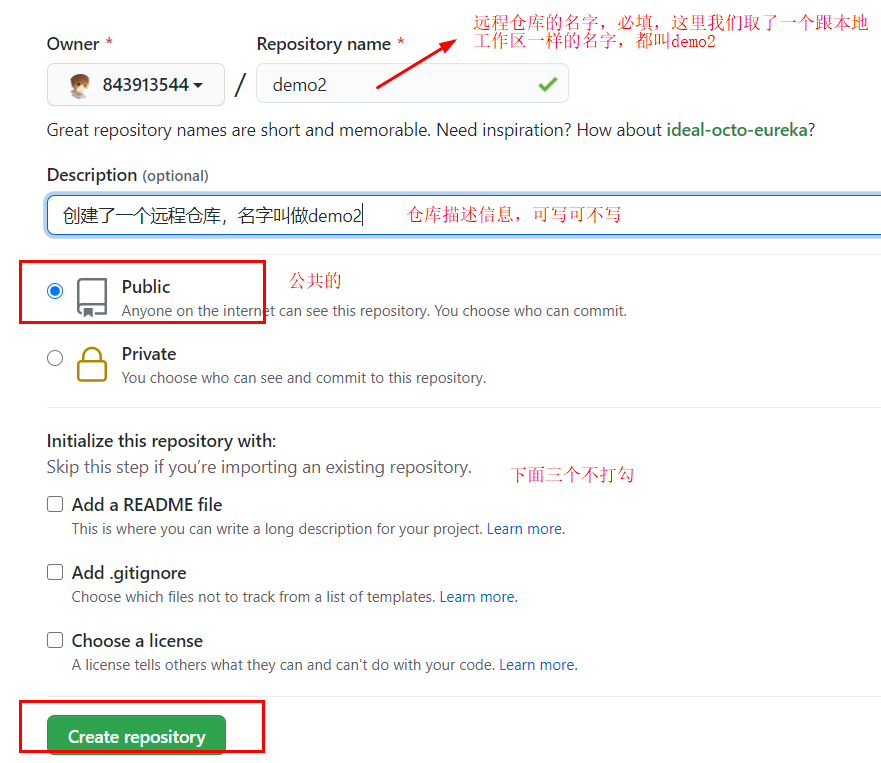 远程仓库的名字，必填，这里我们取了一个跟本地
工作区一样的名字，都叫demo2
Owner *
Repository name *
843913544
/
demo2
Great repository names are short and memorable. Need inspiration? How about ideal-octo-eureka?
Description (optional)
创建了一个远程仓库，名字叫做demo2
仓库描述信息，可写可不写
Public
公共的
Anyone on the internet can see this repository. You choose who can commit.
Private
You choose who can see and commit to this repository.
Initialize this repository with:
Skip this step if you’re importing an existing repository.
下面三个不打勾
Add a README file
This is where you can write a long description for your project. Learn more.
Add .gitignore
Choose which files not to track from a list of templates. Learn more.
Choose a license
A license tells others what they can and can't do with your code. Learn more.
Create repository